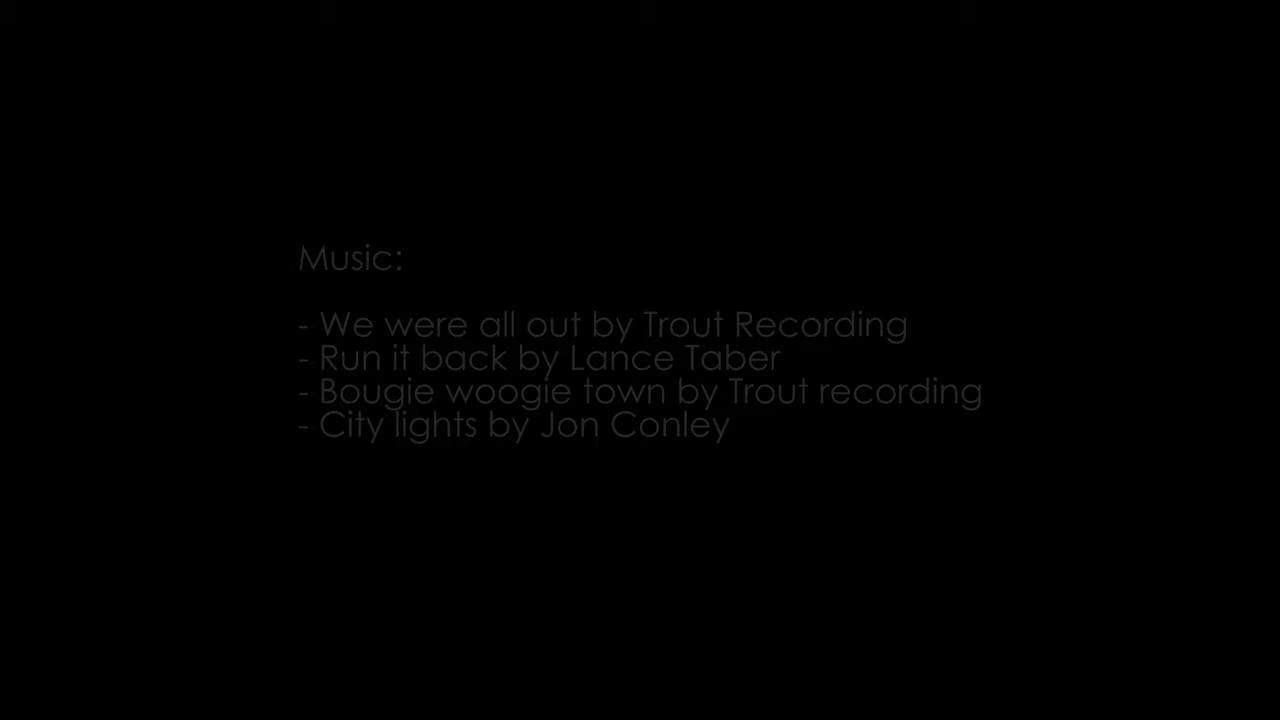 Music:
- We were all out by Trout Recording
- Run it back by Lance Taber
- Bougie woogie town by Trout recording
- City lights by Jon Conley